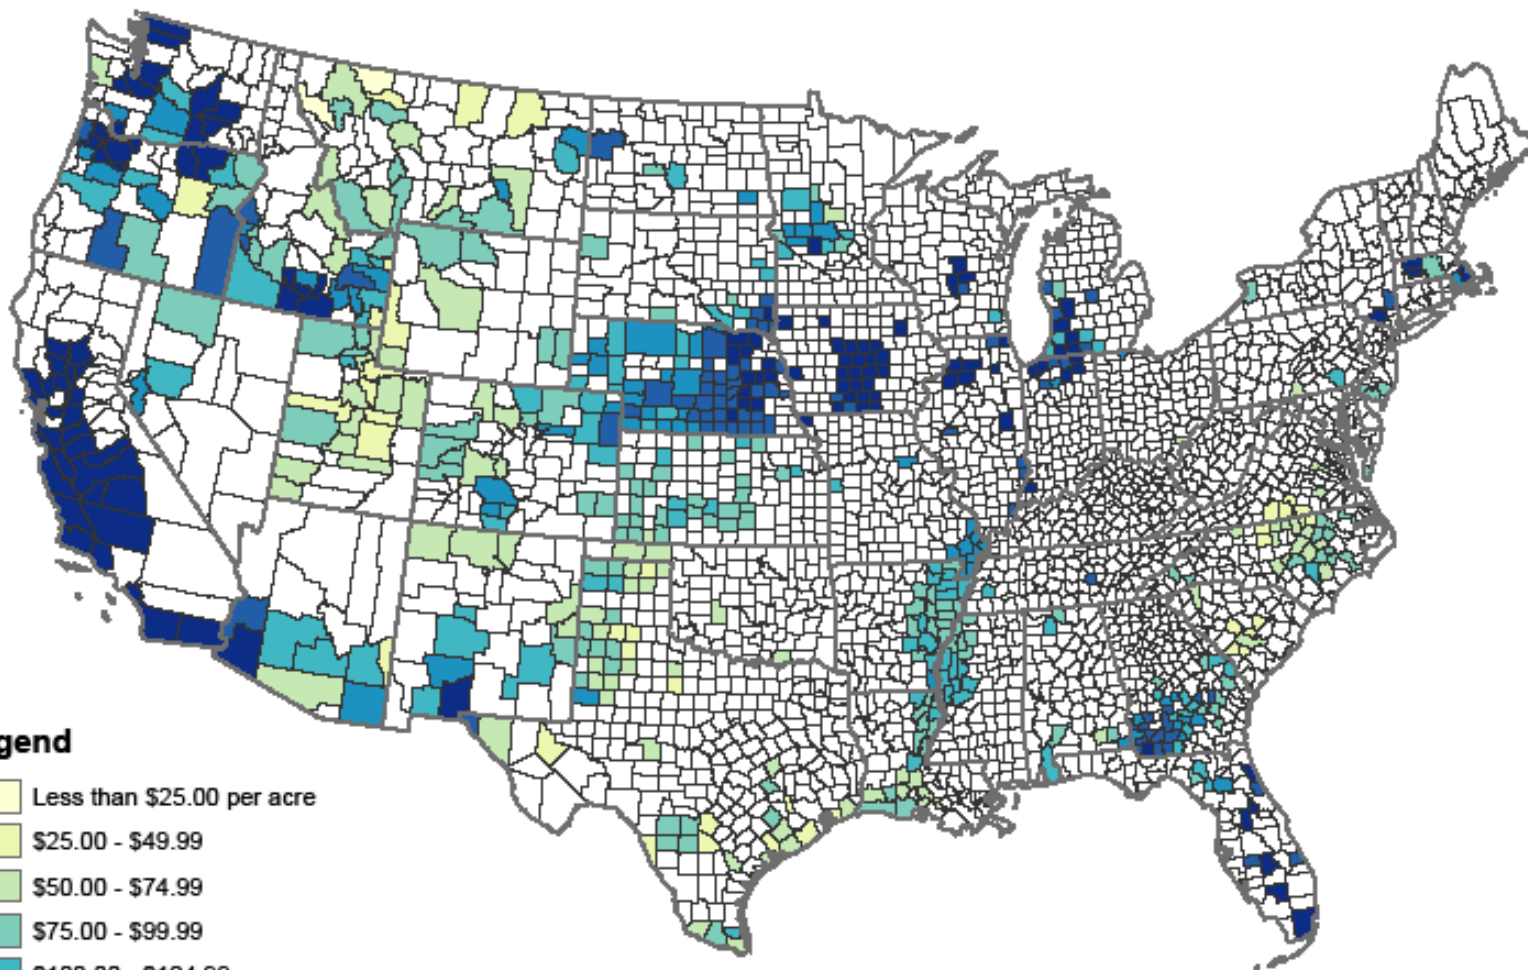 gend
Less than $25.00 per acre
$25.00 - $49.99
$50.00 - $74.99
$75.00 - $99.99